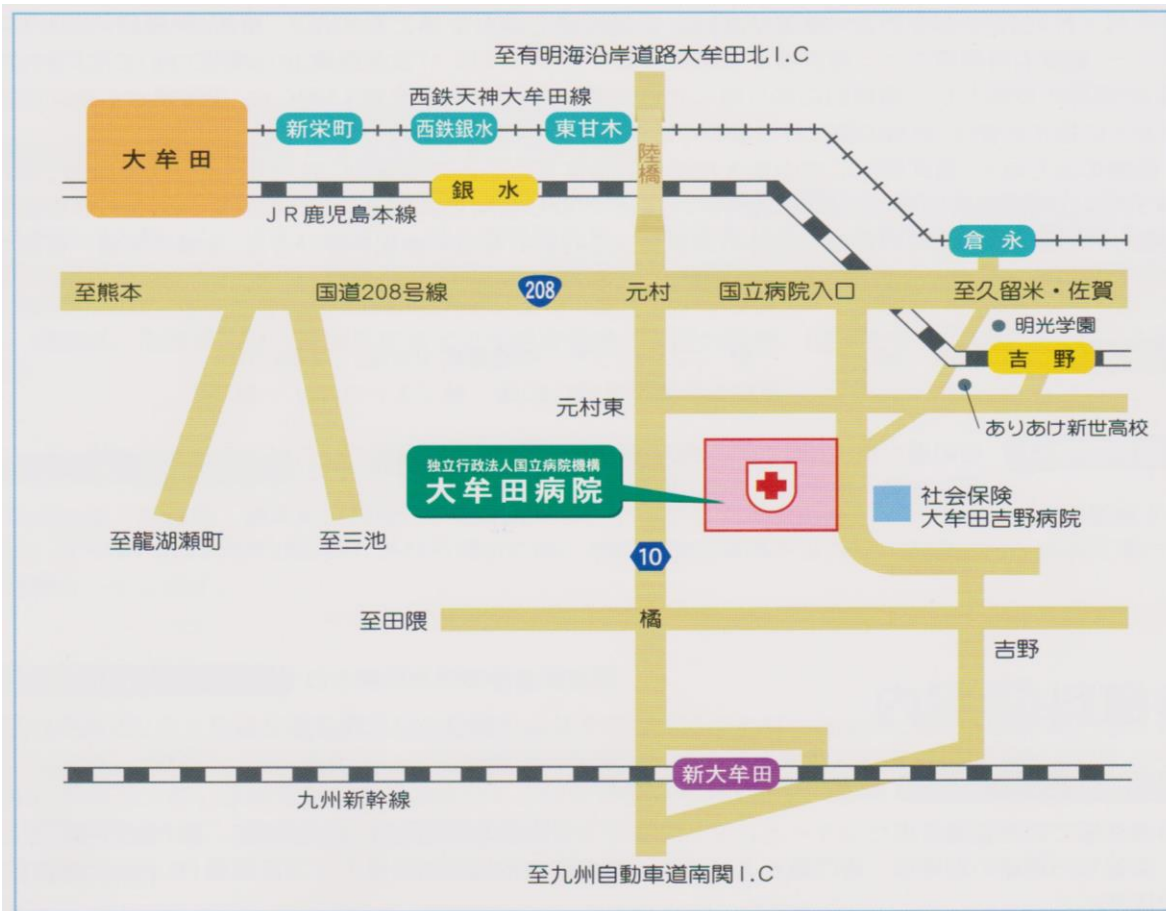 至有明海沿岸道路大牟田北I.C
西鉄天神大牟田線
大牟田
新栄町
西鉄銀水
東甘木
陸橋
銀水
JR鹿児島本線
倉永
至熊本
国道208号線
208
元村
国立病院入口
至久留米・佐賀
明光学園
吉野
元村東
ありあけ新世高校
独立行政法人国立病院機構
大牟田病院
社会保険
大牟田吉野病院
至龍湖瀬町
至三池
10
至田隈
橘
吉野
新大牟田
九州新幹線
至九州自動車道南関I.C